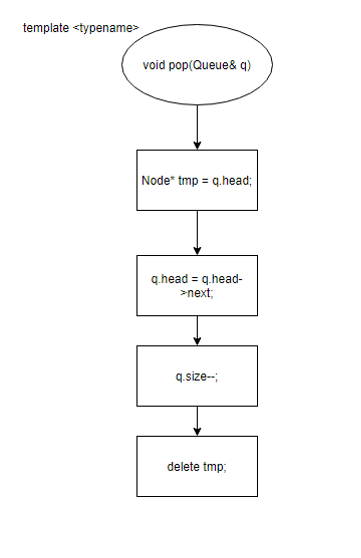 template <typename>
void pop(Queue& q)
Node* tmp = q.head;
q.head = q.head-
>next;
q.size--;
delete tmp;